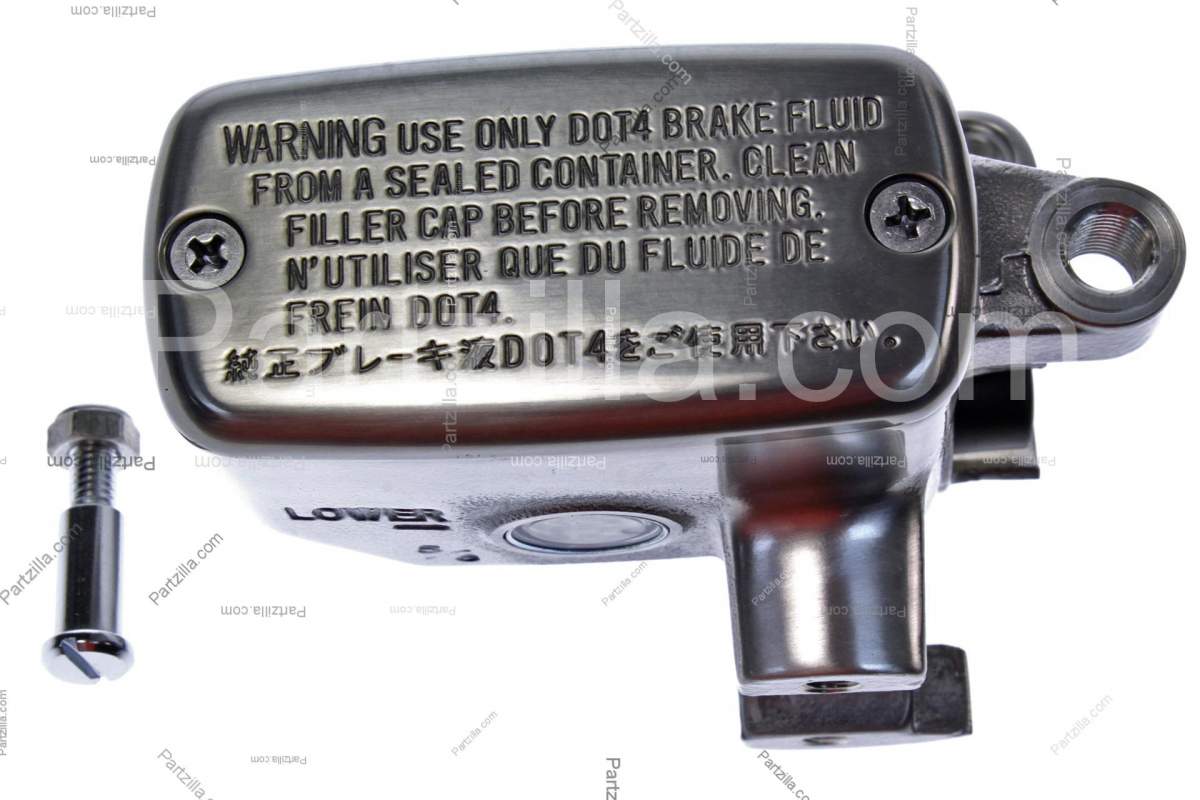 WARNING USE ONLY DOT4 BRAKE FLUID
FROM A SEALED CONTAINER. CLEAN
FILLER CAP BEFORE REMOVING.
N'UTILISER QUE DU FLUIDE DE
FREIN DOT4.
純正ブレーキ液DOT4をご使用下さい。
LOWER
Partzilla.com